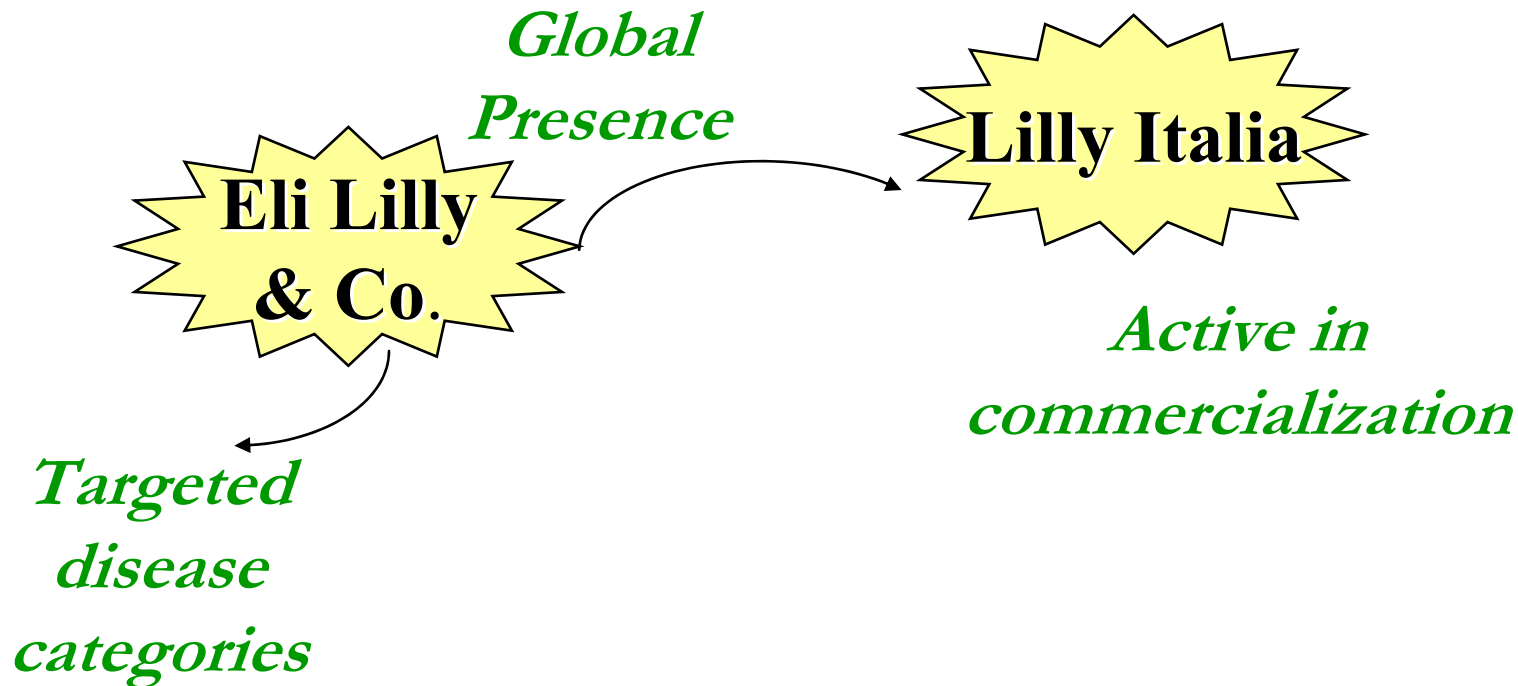 Global
Presence
Lilly Italia
Eli Lilly
& Co.
Active in
commercialization
Targeted
disease
categories